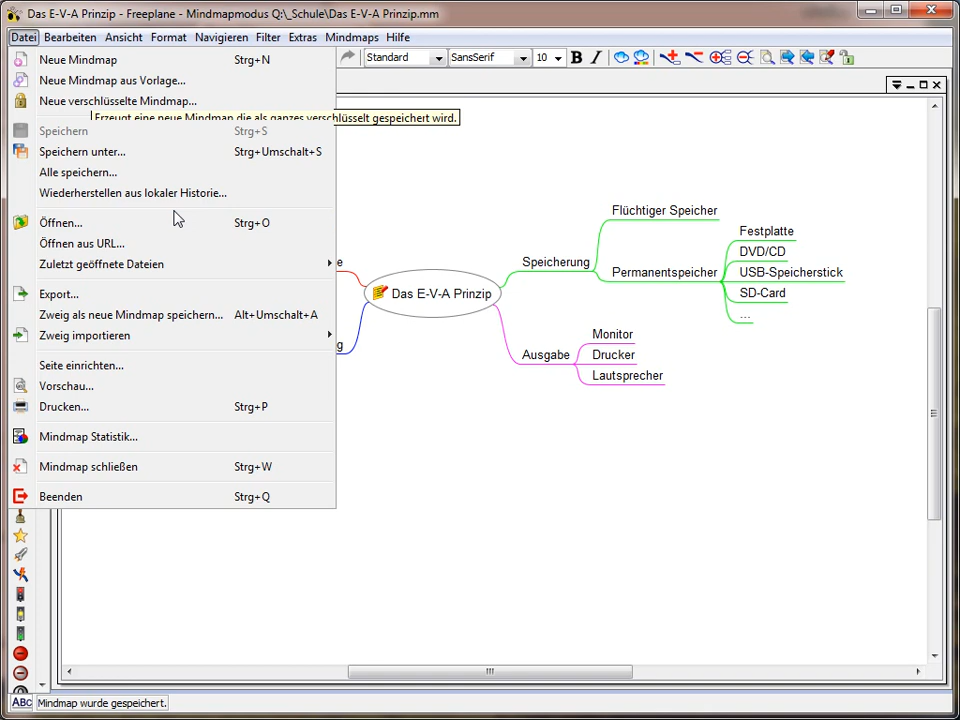 Das E-V-A Prinzip - Freeplane - Mindmapmodus Q:\_Schule\Das E-V-A Prinzip.mm
Datei Bearbeiten Ansicht Format Navigieren Filter Extras Mindmaps Hilfe
Standard SansSerif 10 B I
Neue Mindmap Strg+N
Neue Mindmap aus Vorlage...
Neue verschlüsselte Mindmap...
Erzeugt eine neue Mindmap die als ganzes verschlüsselt gespeichert wird.
Speichern Strg+S
Speichern unter... Strg+Umschalt+S
Alle speichern...
Wiederherstellen aus lokaler Historie...
Öffnen... Strg+O
Öffnen aus URL...
Zuletzt geöffnete Dateien
Export...
Zweig als neue Mindmap speichern... Alt+Umschalt+A
Zweig importieren
Seite einrichten...
Vorschau...
Drucken... Strg+P
Mindmap Statistik...
Mindmap schließen Strg+W
Beenden Strg+Q
e
g
Das E-V-A Prinzip
Speicherung
Flüchtiger Speicher
Permanentspeicher
Festplatte
DVD/CD
USB-Speicherstick
SD-Card
...
Ausgabe
Monitor
Drucker
Lautsprecher
ABC Mindmap wurde gespeichert.